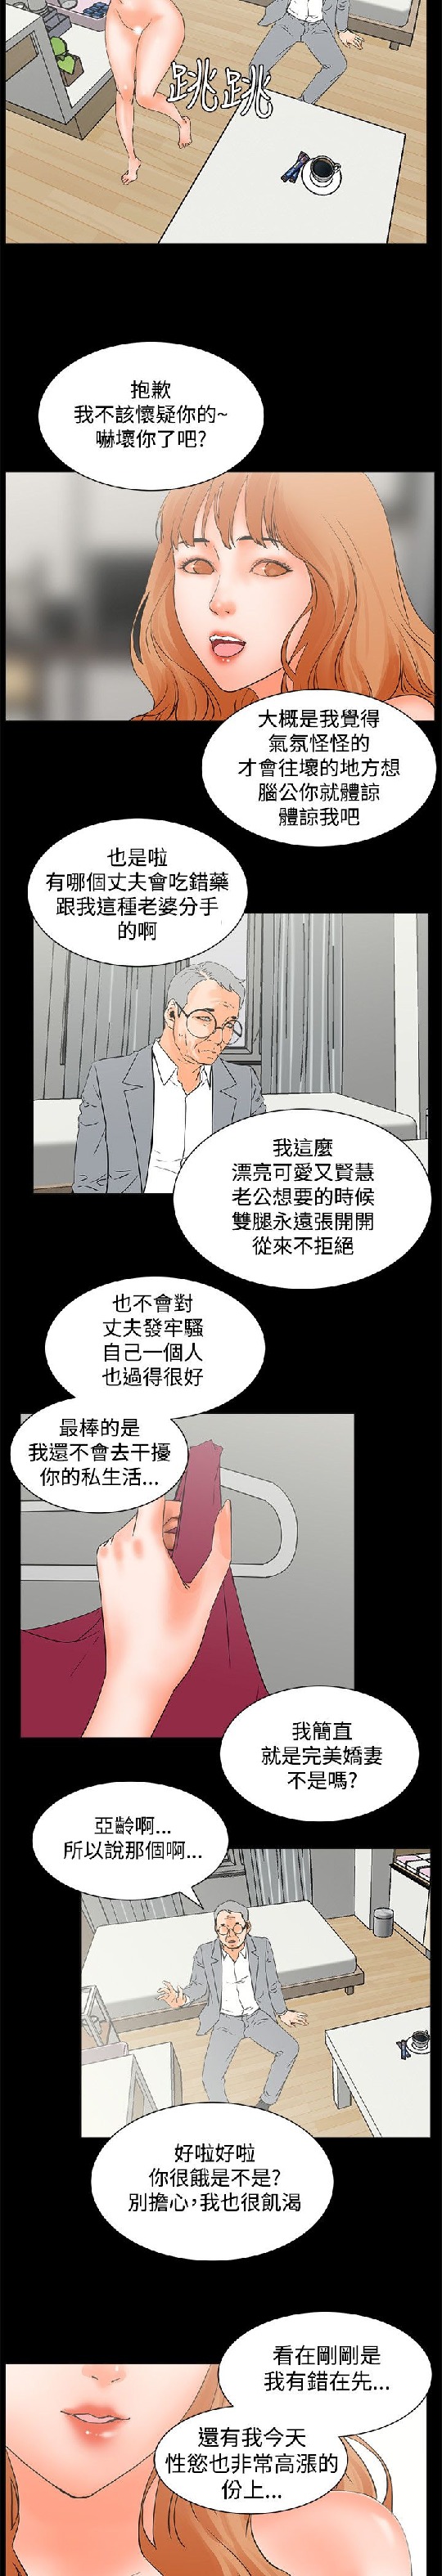 跳跳
抱歉
我不該懷疑你的~
嚇壞你了吧?
大概是我覺得
氣氛怪怪的
才會往壞的地方想
腦公你就體諒
體諒我吧
也是啦
有哪個丈夫會吃錯藥
跟我這種老婆分手
的啊
我這麼
漂亮可愛又賢慧
老公想要的時候
雙腿永遠張開開
從來不拒絕
也不會對
丈夫發牢騷
自己一個人
也過得很好
最棒的是
我還不會去干擾
你的私生活...
我簡直
就是完美嬌妻
不是嗎?
亞齡啊...
所以說那個啊...
好啦好啦
你很餓是不是?
別擔心,我也很飢渴
看在剛剛是
我有錯在先...
還有我今天
性慾也非常高漲的
份上...